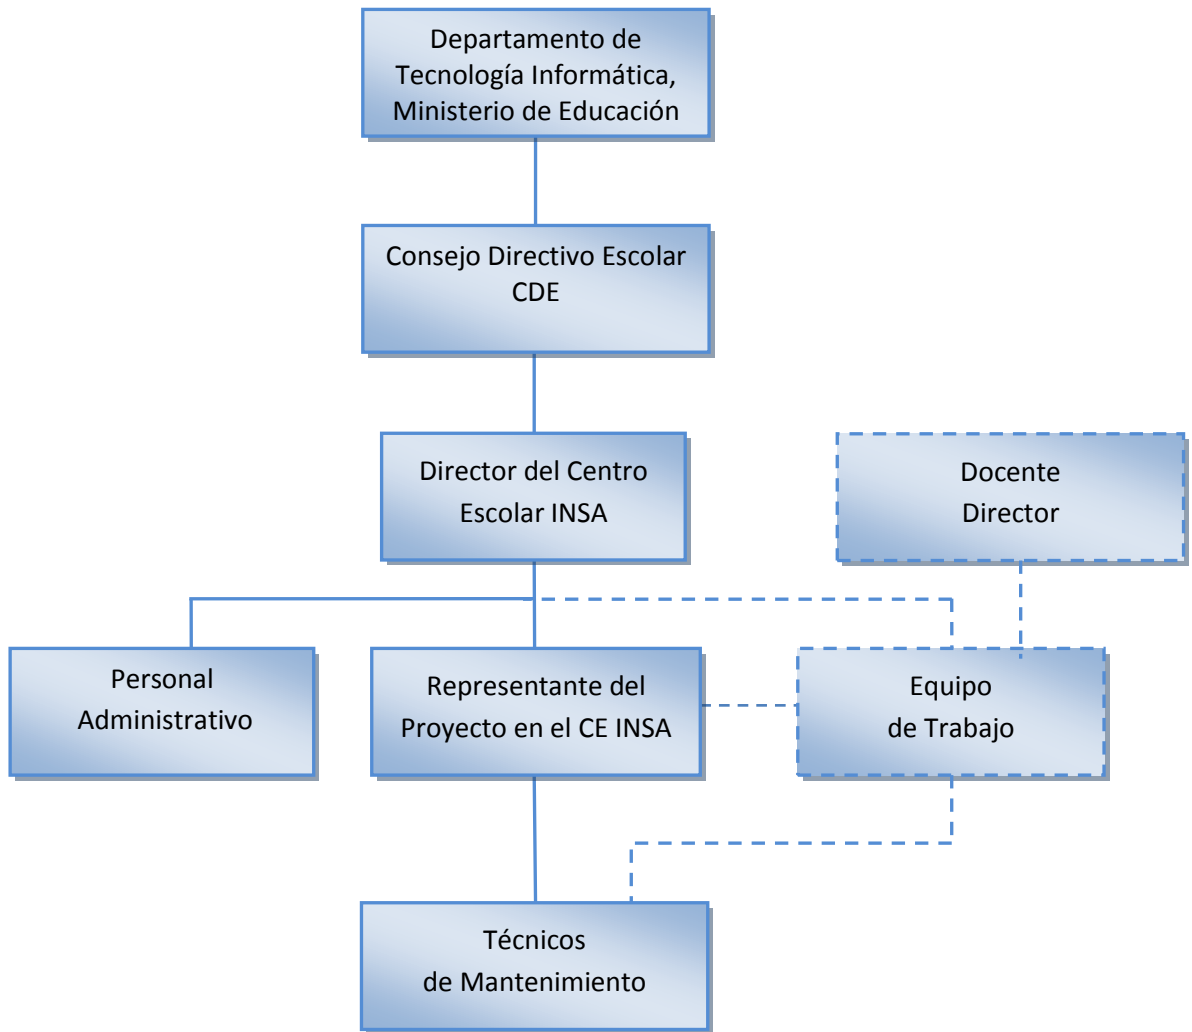 Departamento de
Tecnología Informática,
Ministerio de Educación
Consejo Directivo Escolar
CDE
Director del Centro
Escolar INSA
Docente
Director
Personal
Administrativo
Representante del
Proyecto en el CE INSA
Equipo
de Trabajo
Técnicos
de Mantenimiento